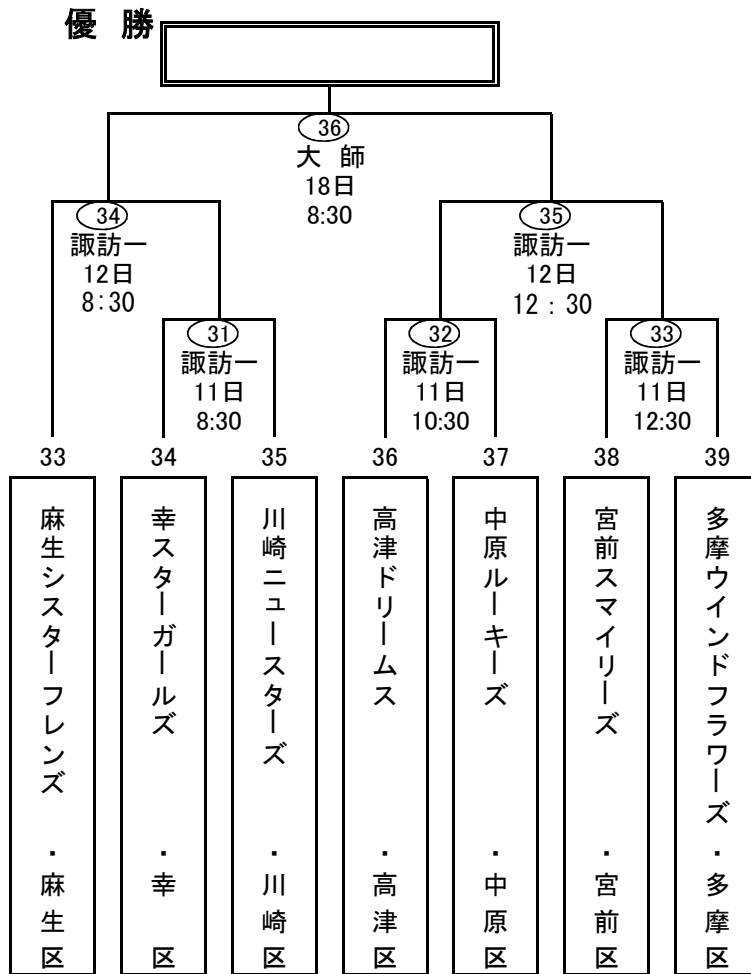 優 勝
36
大 師
18日
8:30
34
諏訪一
12日
8:30
35
諏訪一
12日
12：30
31
諏訪一
11日
8:30
32
諏訪一
11日
10:30
33
諏訪一
11日
12:30
33
34
35
36
37
38
39
麻生シスターフレンズ ・麻生区
幸スターガールズ ・幸 区
川崎ニュースターズ ・川崎区
高津ドリームス ・高津区
中原ルーキーズ ・中原区
宮前スマイリーズ ・宮前区
多摩ウインドフラワーズ ・多摩区